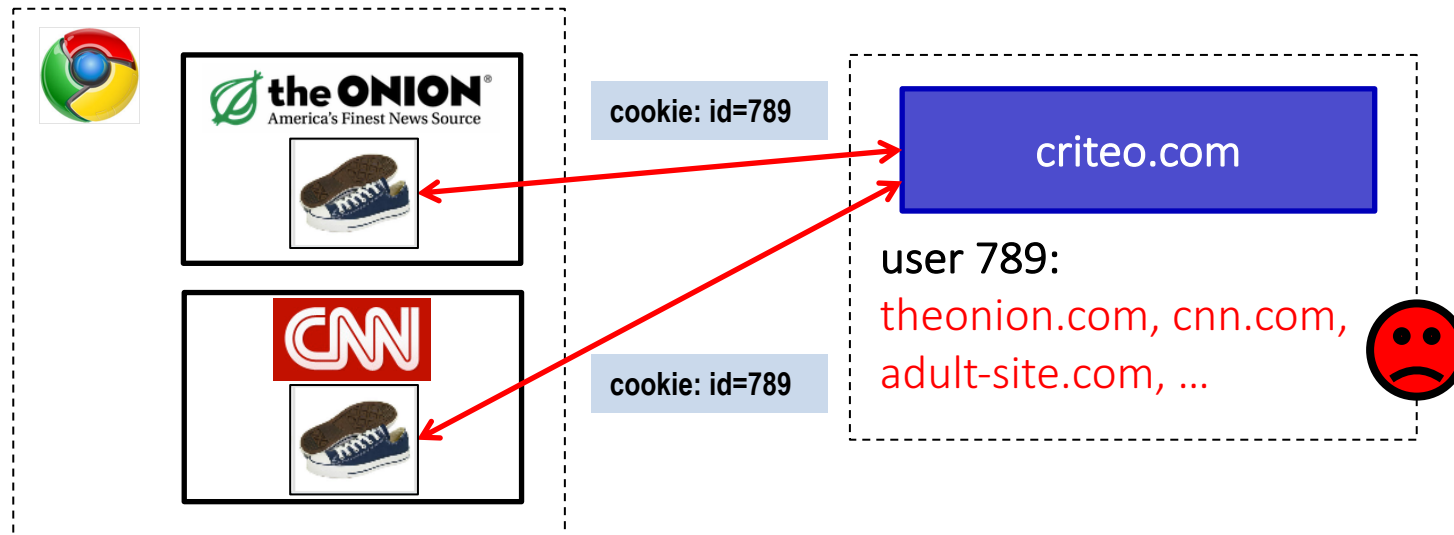 the ONION®
America's Finest News Source
cookie: id=789
criteo.com
user 789:
theonion.com, cnn.com,
adult-site.com, ...
CNN
cookie: id=789